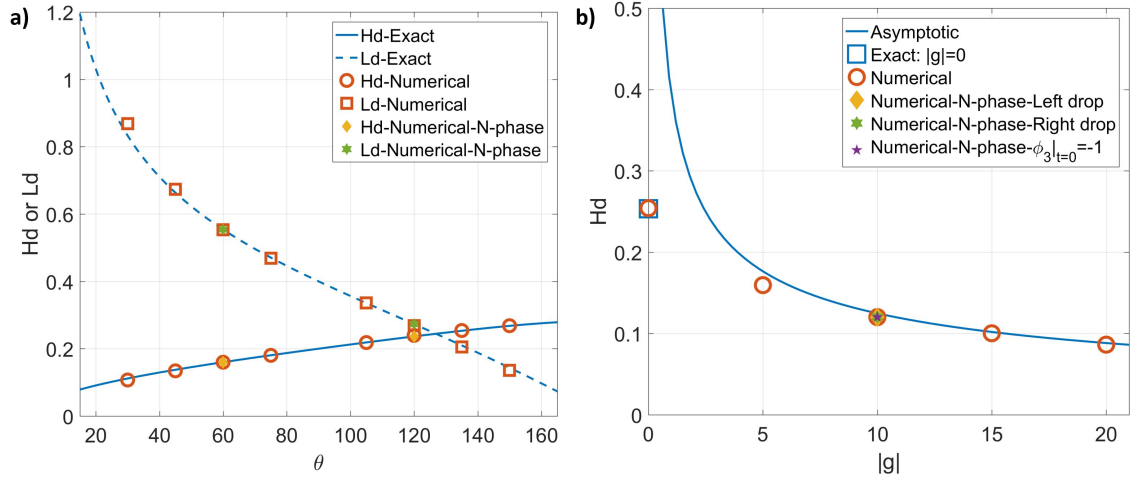 a)
1.2
1
0.8
0.6
0.4
0.2
0
Hd or Ld
20 40 60 80 100 120 140 160
θ
Hd-Exact
Ld-Exact
Hd-Numerical
Ld-Numerical
Hd-Numerical-N-phase
Ld-Numerical-N-phase
b)
0.5
0.4
0.3
0.2
0.1
0
Hd
0 5 10 15 20
|g|
Asymptotic
Exact: |g|=0
Numerical
Numerical-N-phase-Left drop
Numerical-N-phase-Right drop
Numerical-N-phase-ϕ₃|ₜ₌₀=-1